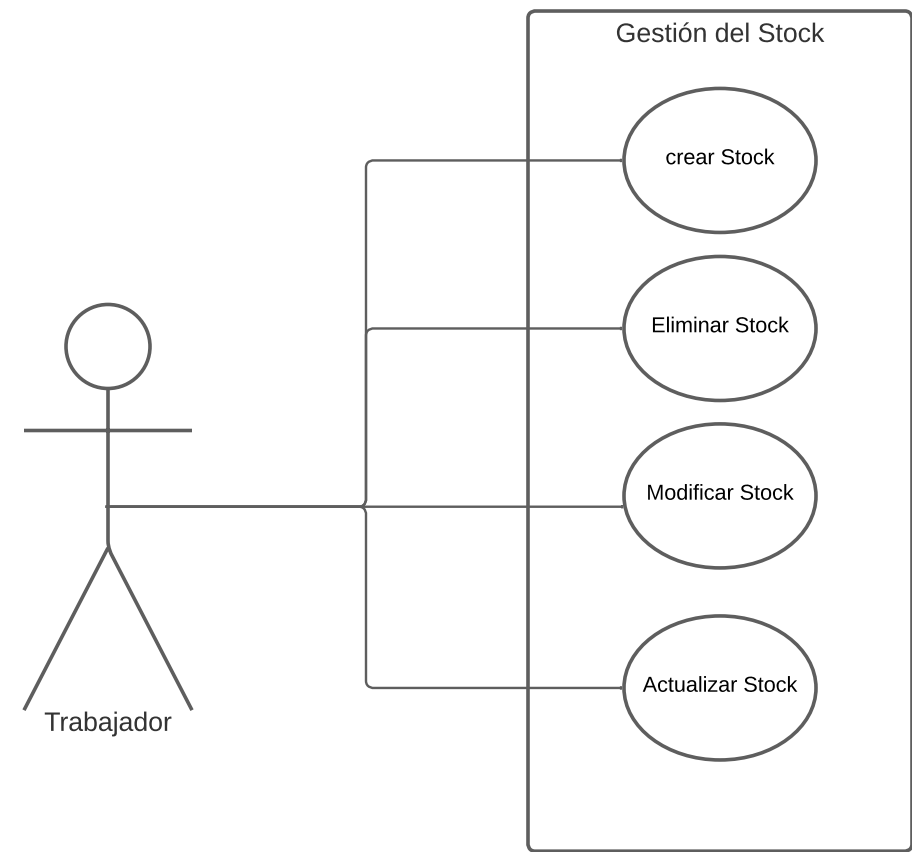 Gestión del Stock
crear Stock
Eliminar Stock
Modificar Stock
Actualizar Stock
Trabajador